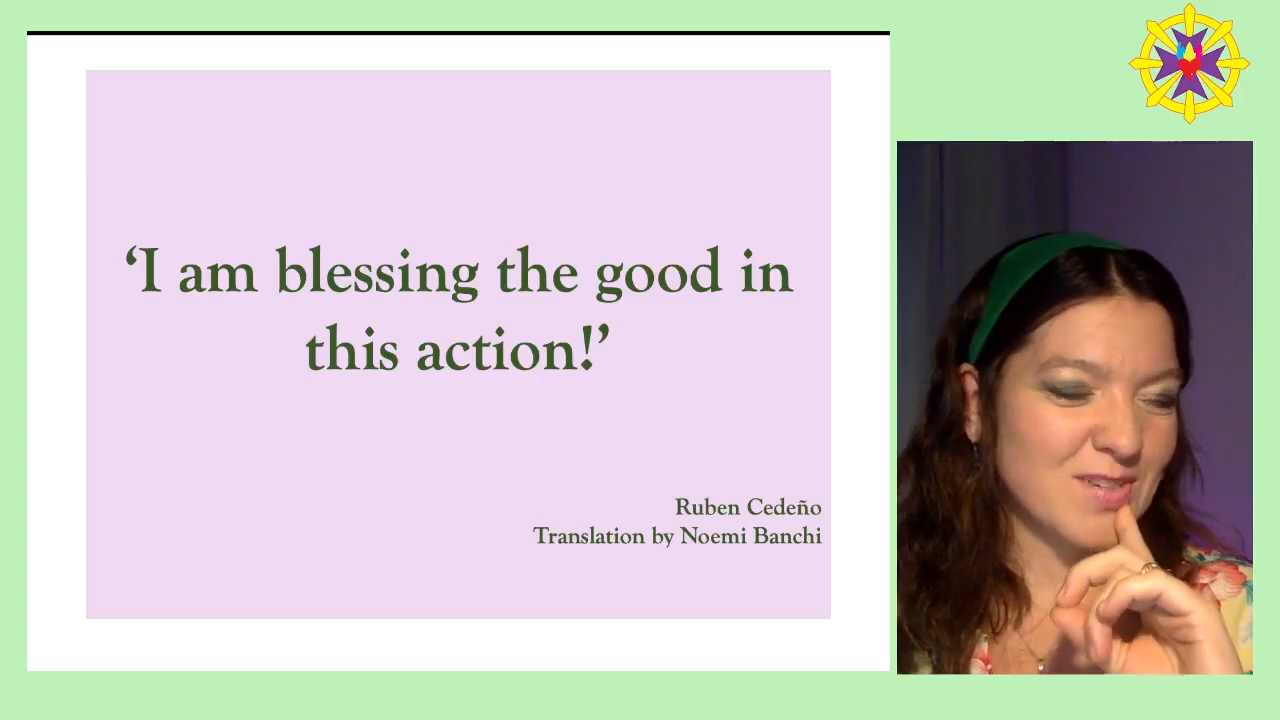 ‘I am blessing the good in
this action!’
Ruben Cedeño
Translation by Noemi Banchi